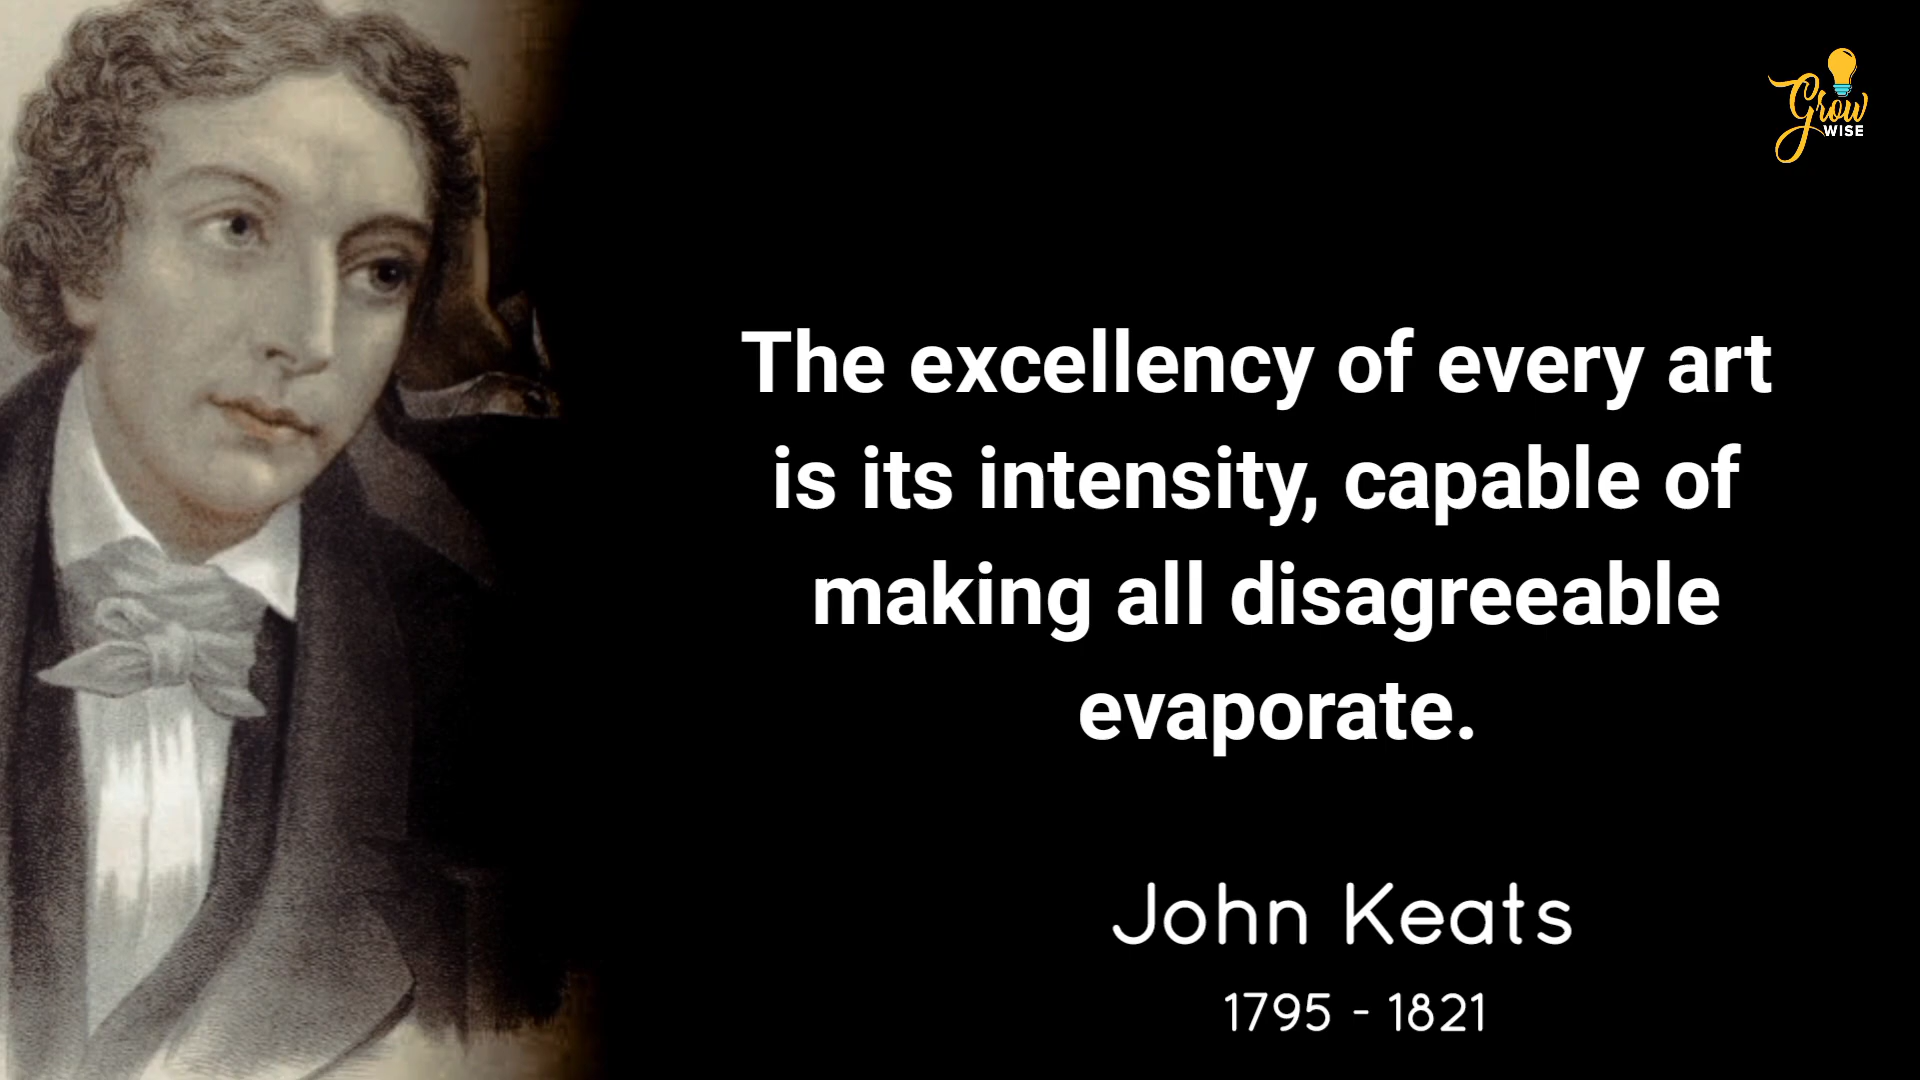 Grow
WISE
The excellency of every art
is its intensity, capable of
making all disagreeable
evaporate.
John Keats
1795 - 1821